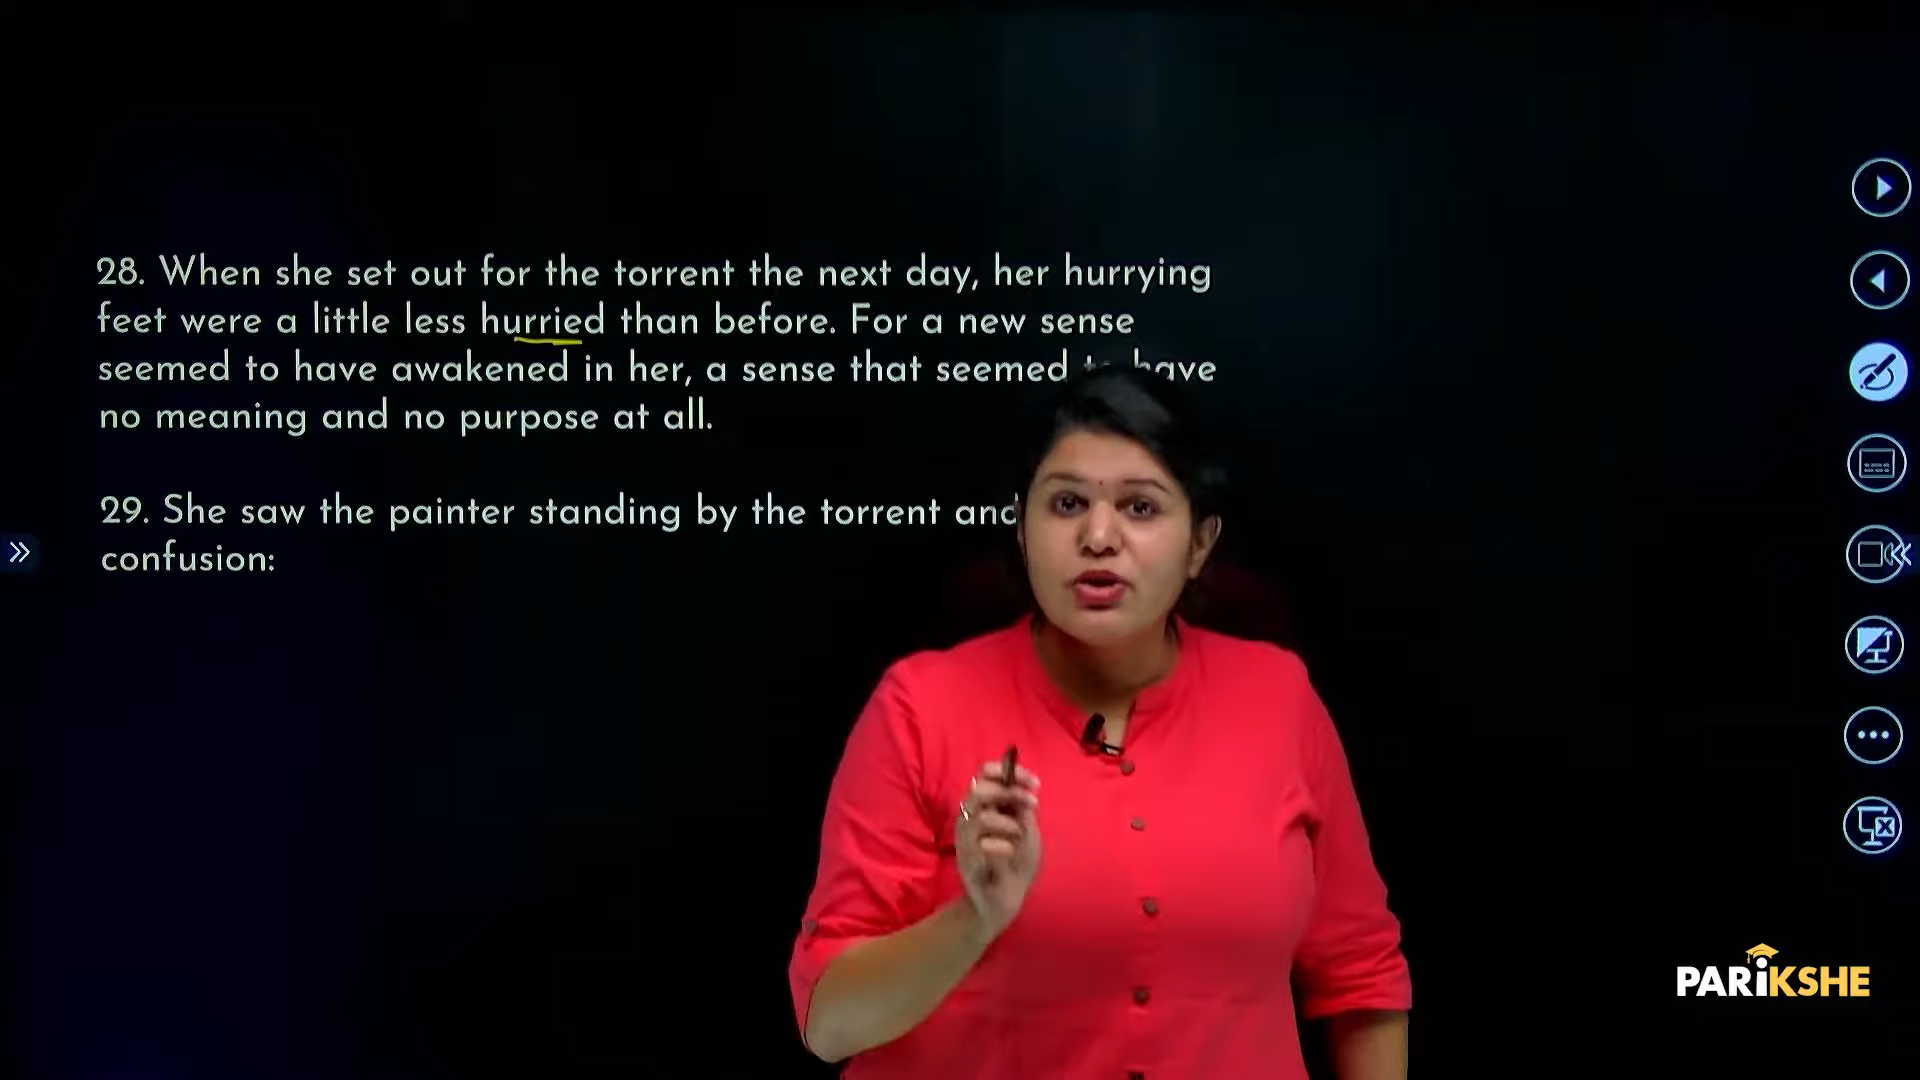 28. When she set out for the torrent the next day, her hurrying
feet were a little less hurried than before. For a new sense
seemed to have awakened in her, a sense that seemed to have
no meaning and no purpose at all.
29. She saw the painter standing by the torrent and
confusion:
PARiKSHE